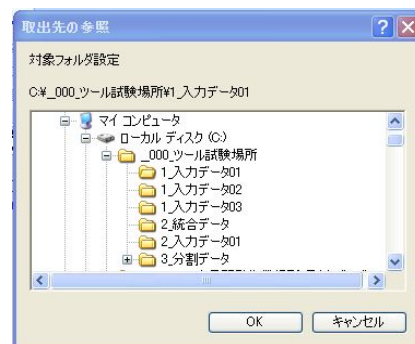 取出先の参照
対象フォルダ設定
C:¥_000_ツール試験場所¥1_入力データ01
マイ コンピュータ
ローカル ディスク (C:)
_000_ツール試験場所
1_入力データ01
1_入力データ02
1_入力データ03
2_統合データ
2_入力データ01
3_分割データ
OK キャンセル